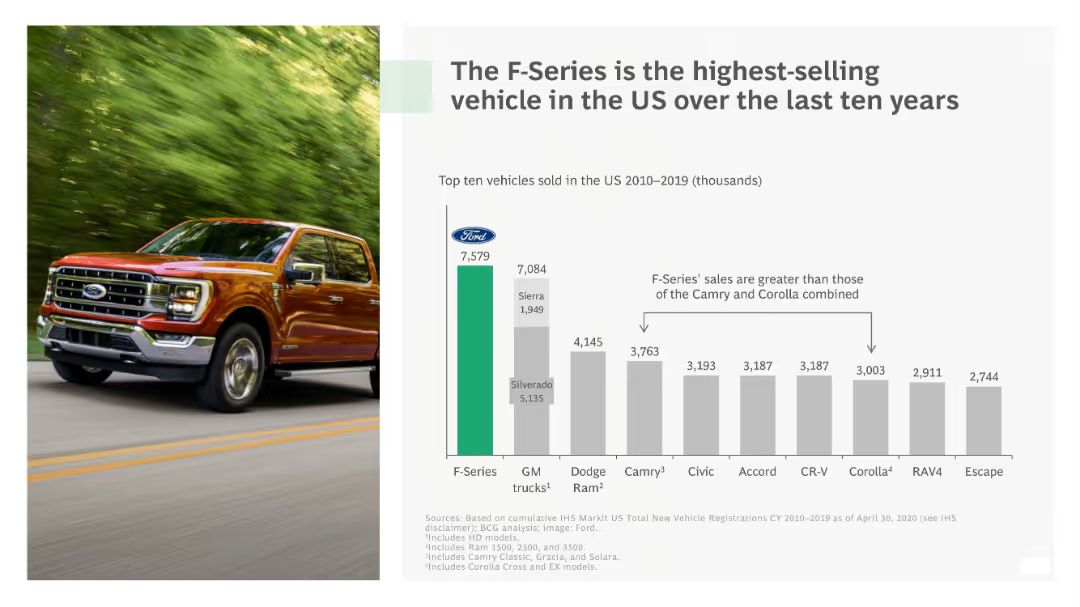 The F-Series is the highest-selling
vehicle in the US over the last ten years
Top ten vehicles sold in the US 2010–2019 (thousands)
Ford
7,579
7,084
Sierra
1,949
Silverado
5,135
4,145
3,763
3,193
3,187
3,187
3,003
2,911
2,744
F-Series' sales are greater than those
of the Camry and Corolla combined
F-Series
GM
trucks¹
Dodge
Ram²
Camry³
Civic
Accord
CR-V
Corolla⁴
RAV4
Escape
Sources: Based on cumulative IHS Markit US Total New Vehicle Registrations CY 2010–2019 as of April 30, 2020 (see IHS
disclaimer); BCG analysis; image: Ford.
¹Includes HD models.
²Includes Ram 1500, 2500, and 3500.
³Includes Camry Classic, Gracia, and Solara.
⁴Includes Corolla Cross and EX models.